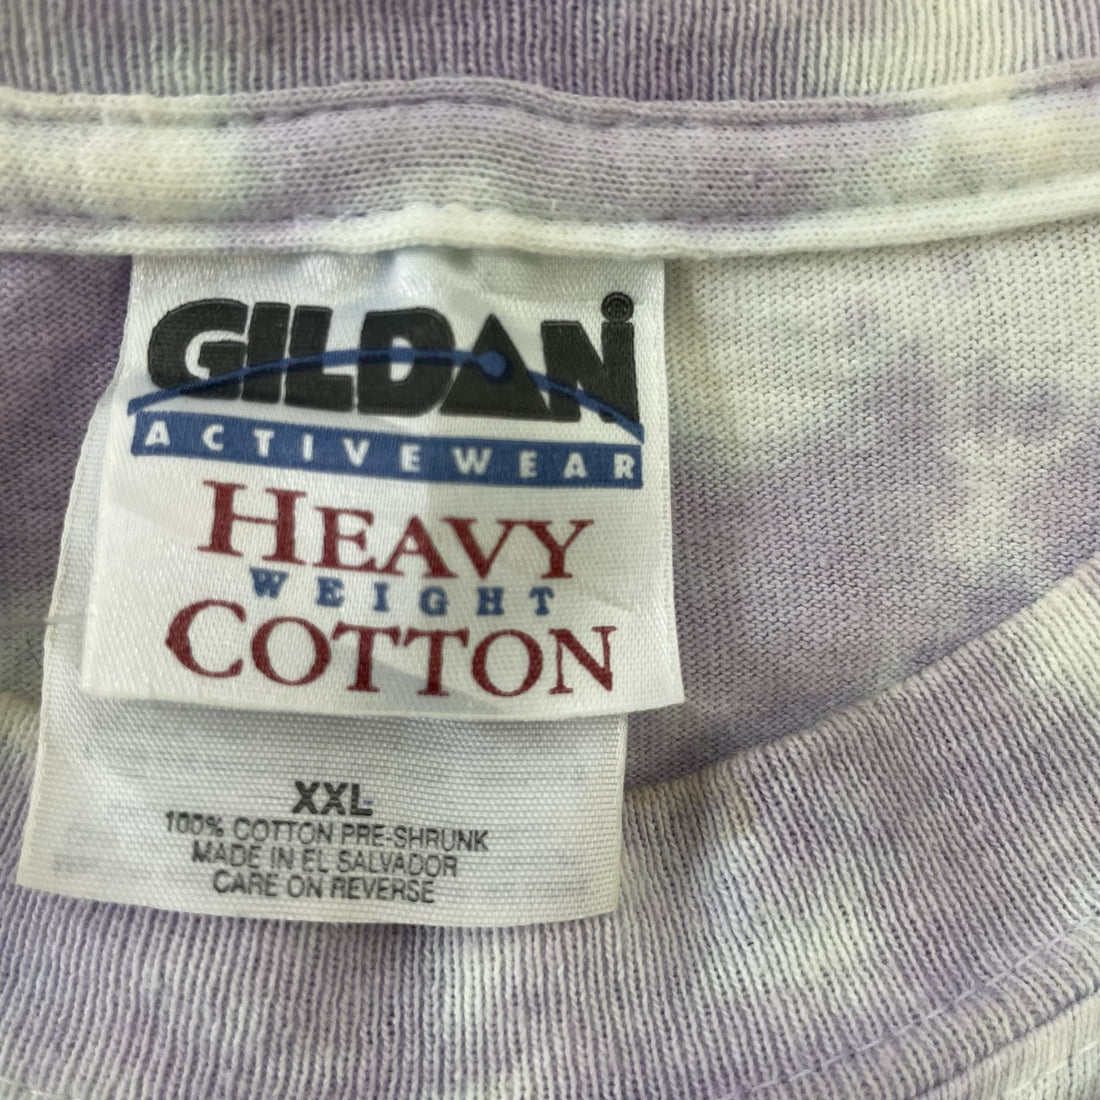 GILDAN®
ACTIVEWEAR
HEAVY
WEIGHT
COTTON
XXL
100% COTTON PRE-SHRUNK
MADE IN EL SALVADOR
CARE ON REVERSE